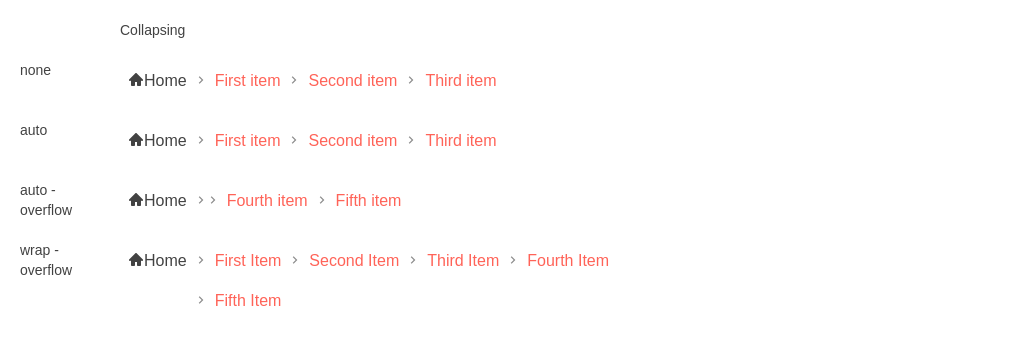 Collapsing
none
Home > First item > Second item > Third item
auto
Home > First item > Second item > Third item
auto -
overflow
Home > > Fourth item > Fifth item
wrap -
overflow
Home > First Item > Second Item > Third Item > Fourth Item
> Fifth Item